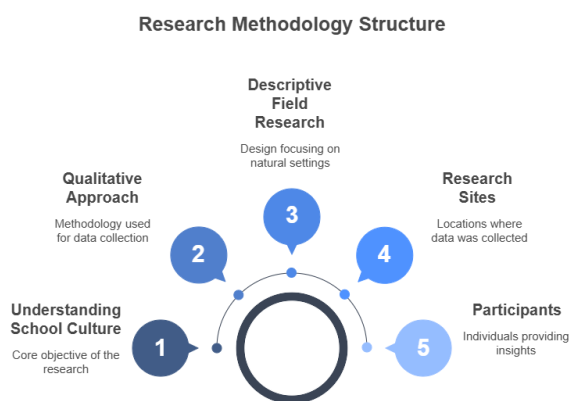 Research Methodology Structure
1
Understanding
School Culture
Core objective of the
research
2
Qualitative
Approach
Methodology used
for data collection
3
Descriptive
Field
Research
Design focusing on
natural settings
4
Research
Sites
Locations where
data was collected
5
Participants
Individuals providing
insights